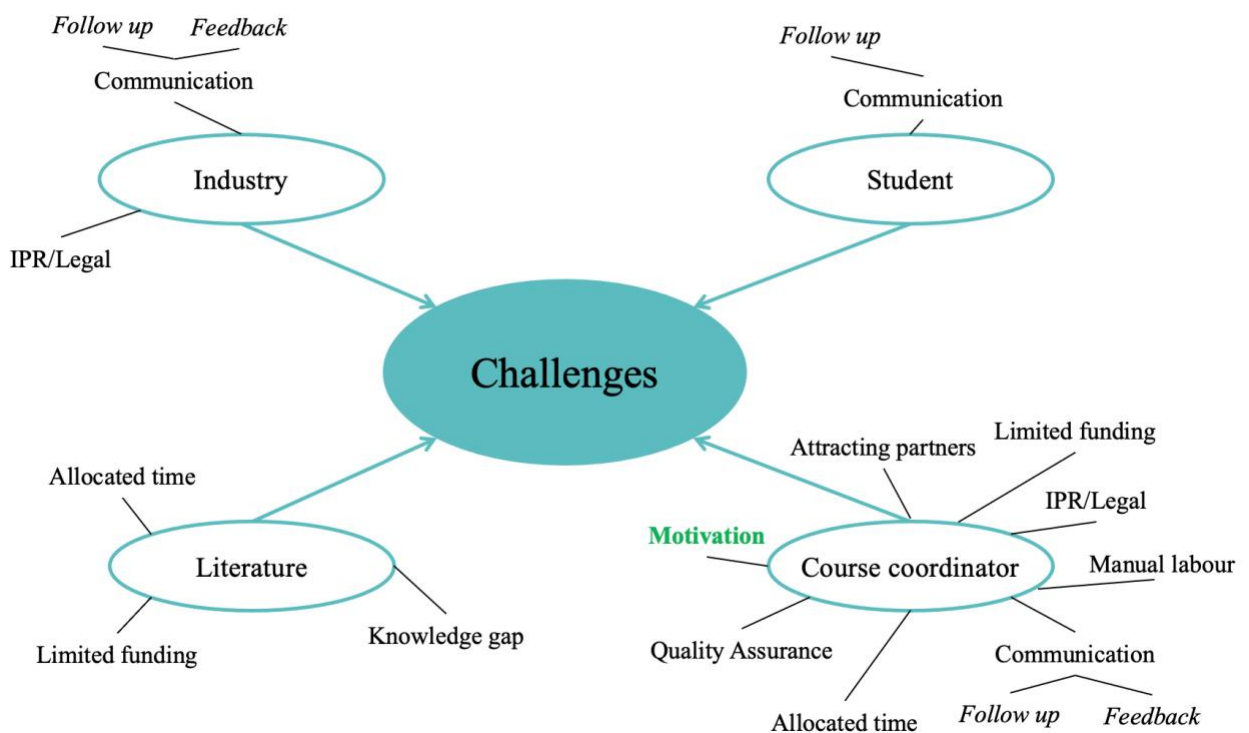 Follow up
Feedback
Communication
Industry
IPR/Legal
Follow up
Communication
Student
Challenges
Allocated time
Literature
Limited funding
Knowledge gap
Attracting partners
Limited funding
IPR/Legal
Motivation
Course coordinator
Manual labour
Quality Assurance
Communication
Allocated time
Follow up
Feedback